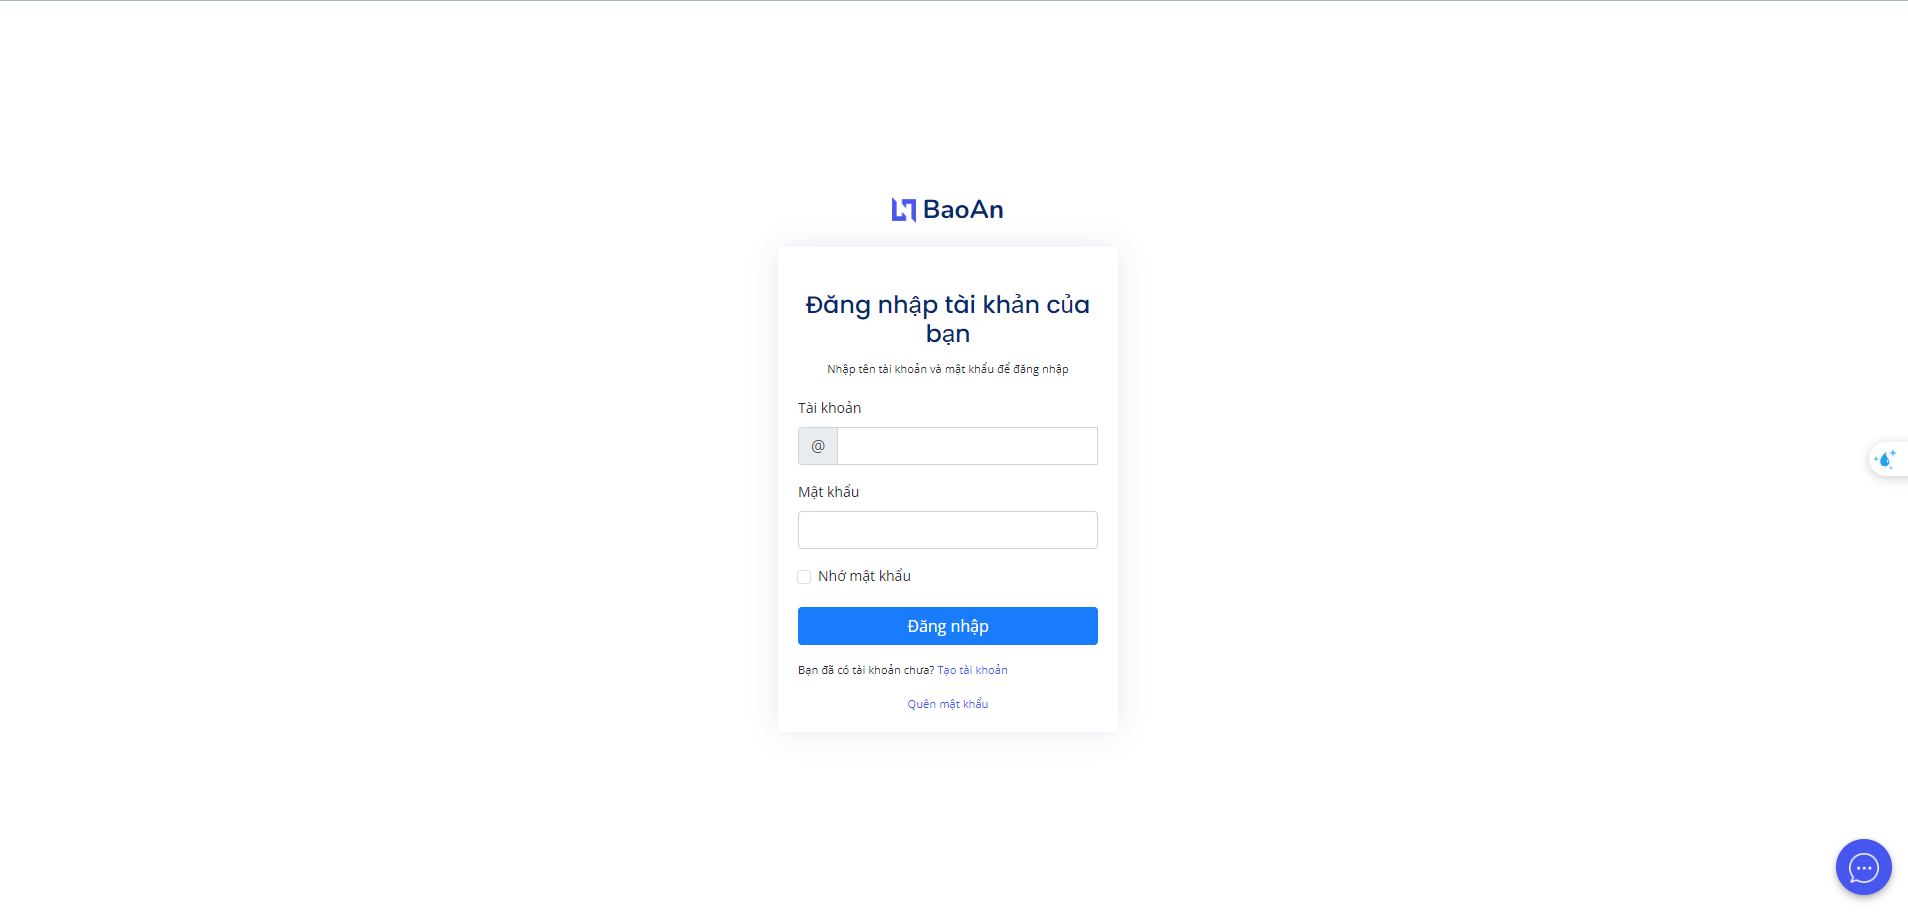 BaoAn
Đăng nhập tài khản của
bạn
Nhập tên tài khoản và mật khẩu để đăng nhập
Tài khoản
@
Mật khẩu
Nhớ mật khẩu
Đăng nhập
Bạn đã có tài khoản chưa? Tạo tài khoản
Quên mật khẩu